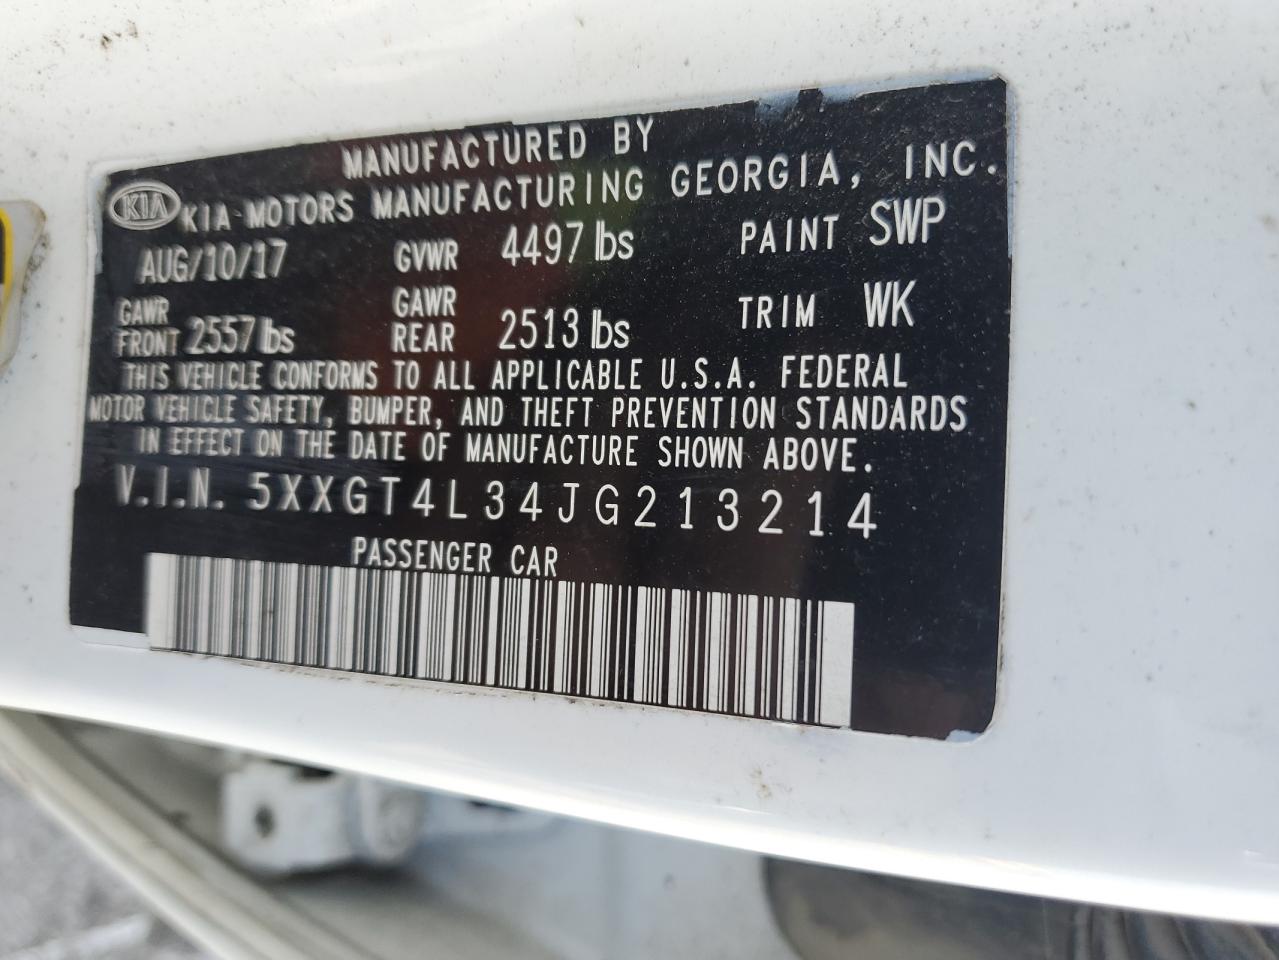 MANUFACTURED BY
KIA KIA MOTORS MANUFACTURING GEORGIA, INC.
AUG/10/17 GVWR 4497 lbs PAINT SWP
GAWR FRONT 2557 lbs GAWR REAR 2513 lbs TRIM WK
THIS VEHICLE CONFORMS TO ALL APPLICABLE U.S.A. FEDERAL
MOTOR VEHICLE SAFETY, BUMPER, AND THEFT PREVENTION STANDARDS
IN EFFECT ON THE DATE OF MANUFACTURE SHOWN ABOVE.
V.I.N. 5XXGT4L34JG213214
PASSENGER CAR